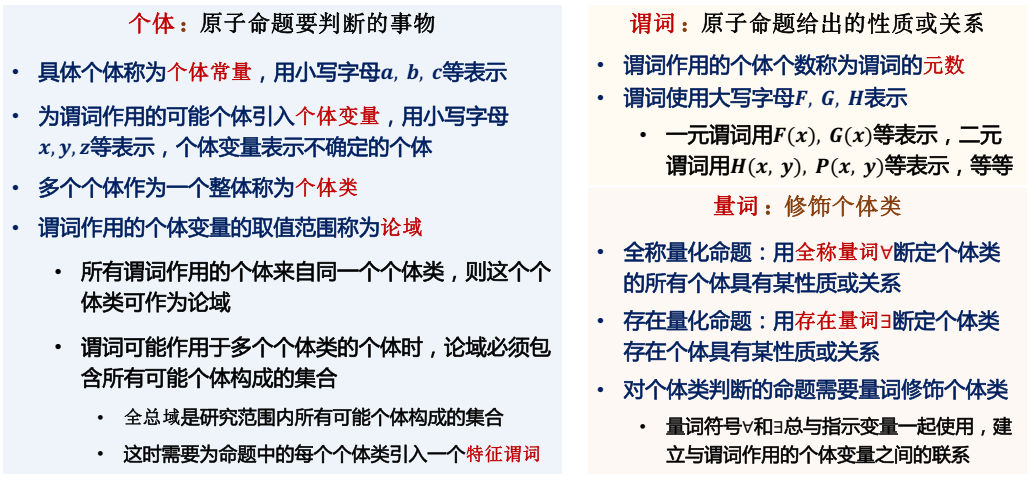 个体：原子命题要判断的事物
• 具体个体称为个体常量，用小写字母a, b, c等表示
• 为谓词作用的可能个体引入个体变量，用小写字母
x, y, z等表示，个体变量表示不确定的个体
• 多个个体作为一个整体称为个体类
• 谓词作用的个体变量的取值范围称为论域
• 所有谓词作用的个体来自同一个个体类，则这个个
体类可作为论域
• 谓词可能作用于多个个体类的个体时，论域必须包
含所有可能个体构成的集合
• 全总域是研究范围内所有可能个体构成的集合
• 这时需要为命题中的每个个体类引入一个特征谓词
谓词：原子命题给出的性质或关系
• 谓词作用的个体个数称为谓词的元数
• 谓词使用大写字母F, G, H表示
• 一元谓词用F(x), G(x)等表示，二元
谓词用H(x, y), P(x, y)等表示，等等
量词：修饰个体类
• 全称量化命题：用全称量词∀断定个体类
的所有个体具有某性质或关系
• 存在量化命题：用存在量词∃断定个体类
存在个体具有某性质或关系
• 对个体类判断的命题需要量词修饰个体类
• 量词符号∀和∃总与指示变量一起使用，建
立与谓词作用的个体变量之间的联系